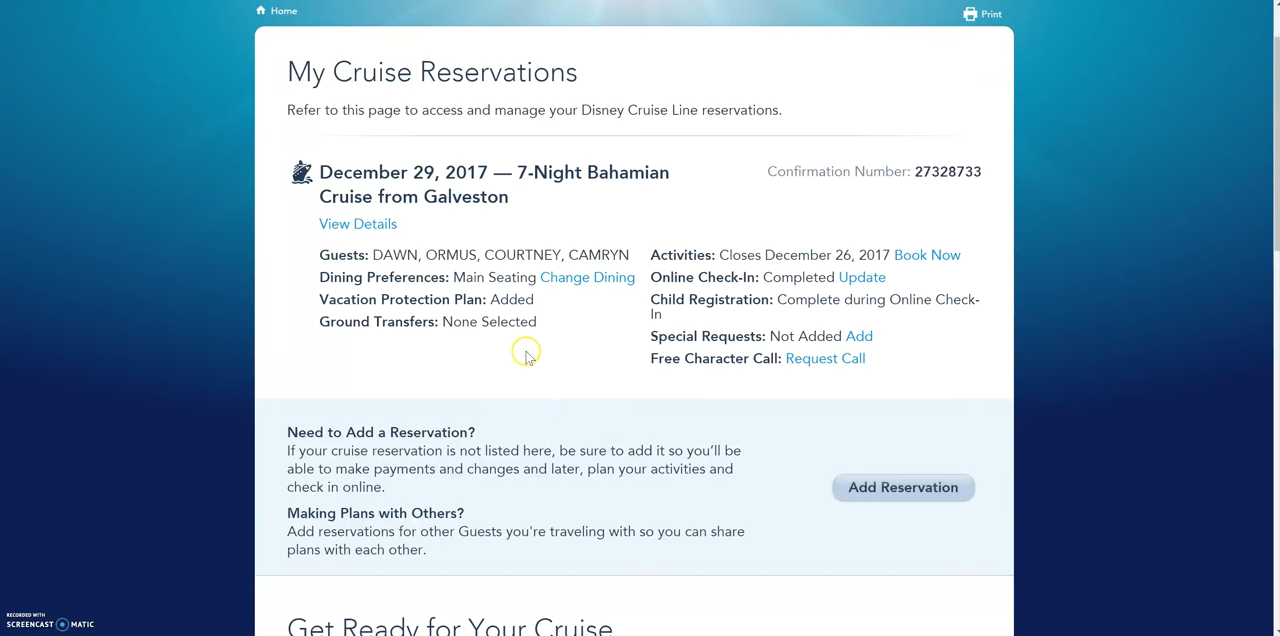 Home
Print
My Cruise Reservations
Refer to this page to access and manage your Disney Cruise Line reservations.
December 29, 2017 — 7-Night Bahamian
Cruise from Galveston
Confirmation Number: 27328733
View Details
Guests: DAWN, ORMUS, COURTNEY, CAMRYN
Dining Preferences: Main Seating Change Dining
Vacation Protection Plan: Added
Ground Transfers: None Selected
Activities: Closes December 26, 2017 Book Now
Online Check-In: Completed Update
Child Registration: Complete during Online Check-
In
Special Requests: Not Added Add
Free Character Call: Request Call
Need to Add a Reservation?
If your cruise reservation is not listed here, be sure to add it so you'll be
able to make payments and changes and later, plan your activities and
check in online.
Add Reservation
Making Plans with Others?
Add reservations for other Guests you're traveling with so you can share
plans with each other.
Get Ready for Your Cruise
RECORDED WITH
SCREENCAST MATIC